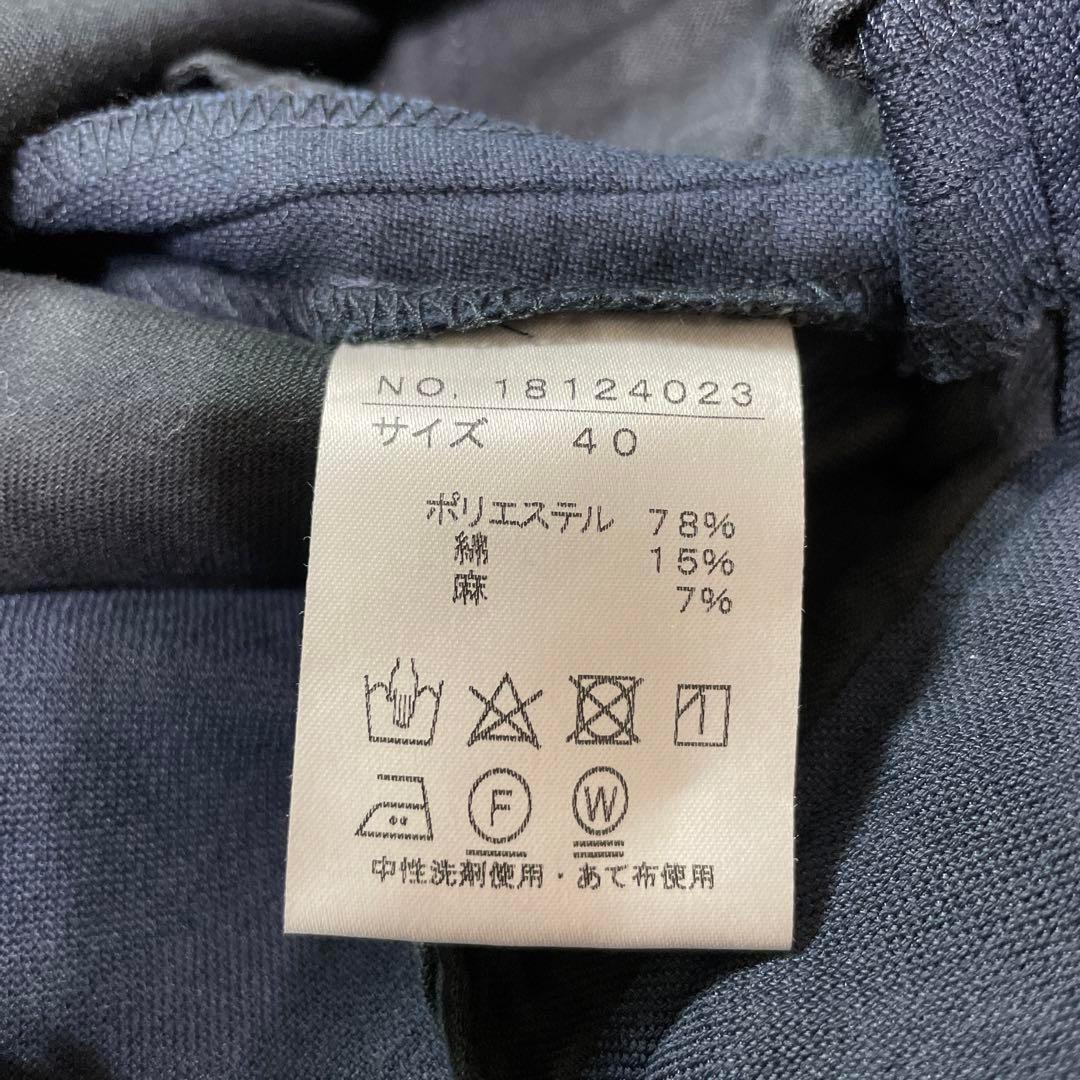 NO. 18124023
サイズ 40
ポリエステル 78%
綿 15%
麻 7%
F W
中性洗剤使用・あて布使用